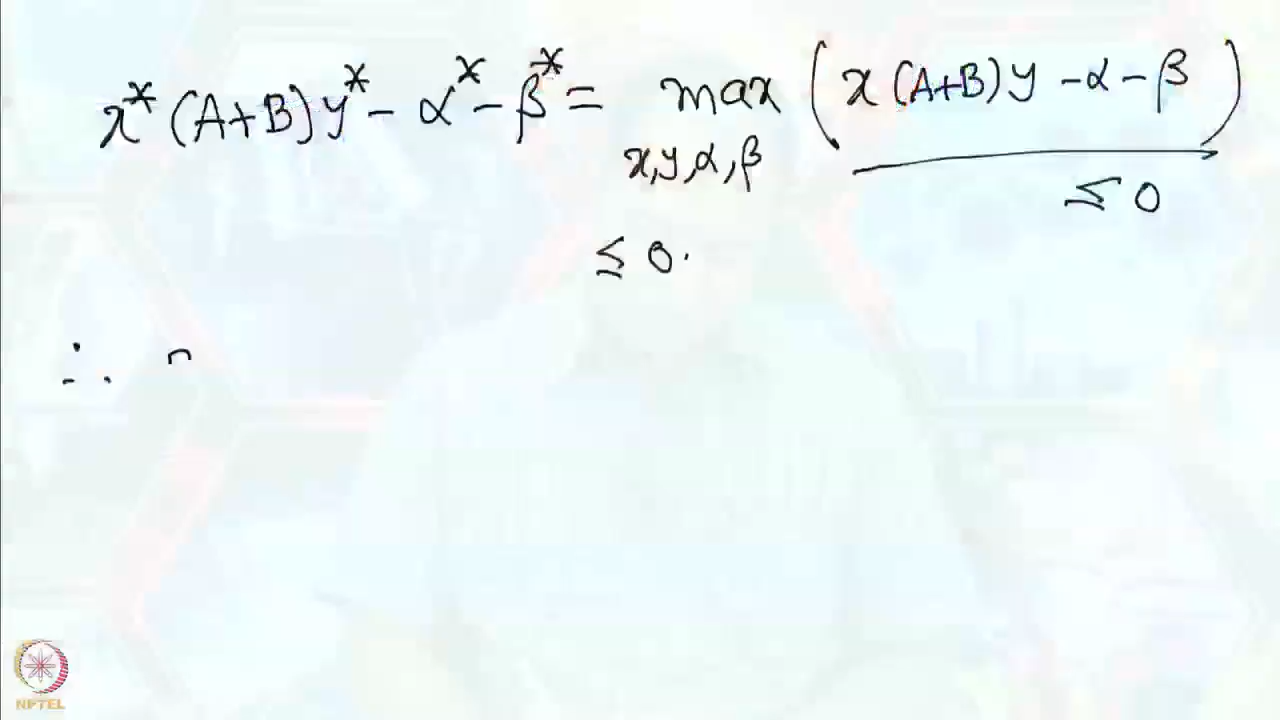 x* (A+B) y* - α* - β* = max ( x (A+B) y - α - β )
x, y, α, β
≤ 0
≤ 0.
∴
NPTEL